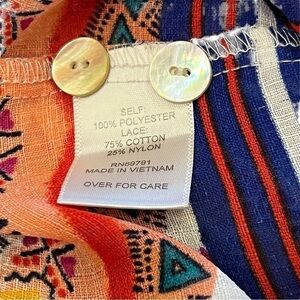 SELF:
100% POLYESTER
LACE:
75% COTTON
25% NYLON
RN69791
MADE IN VIETNAM
OVER FOR CARE